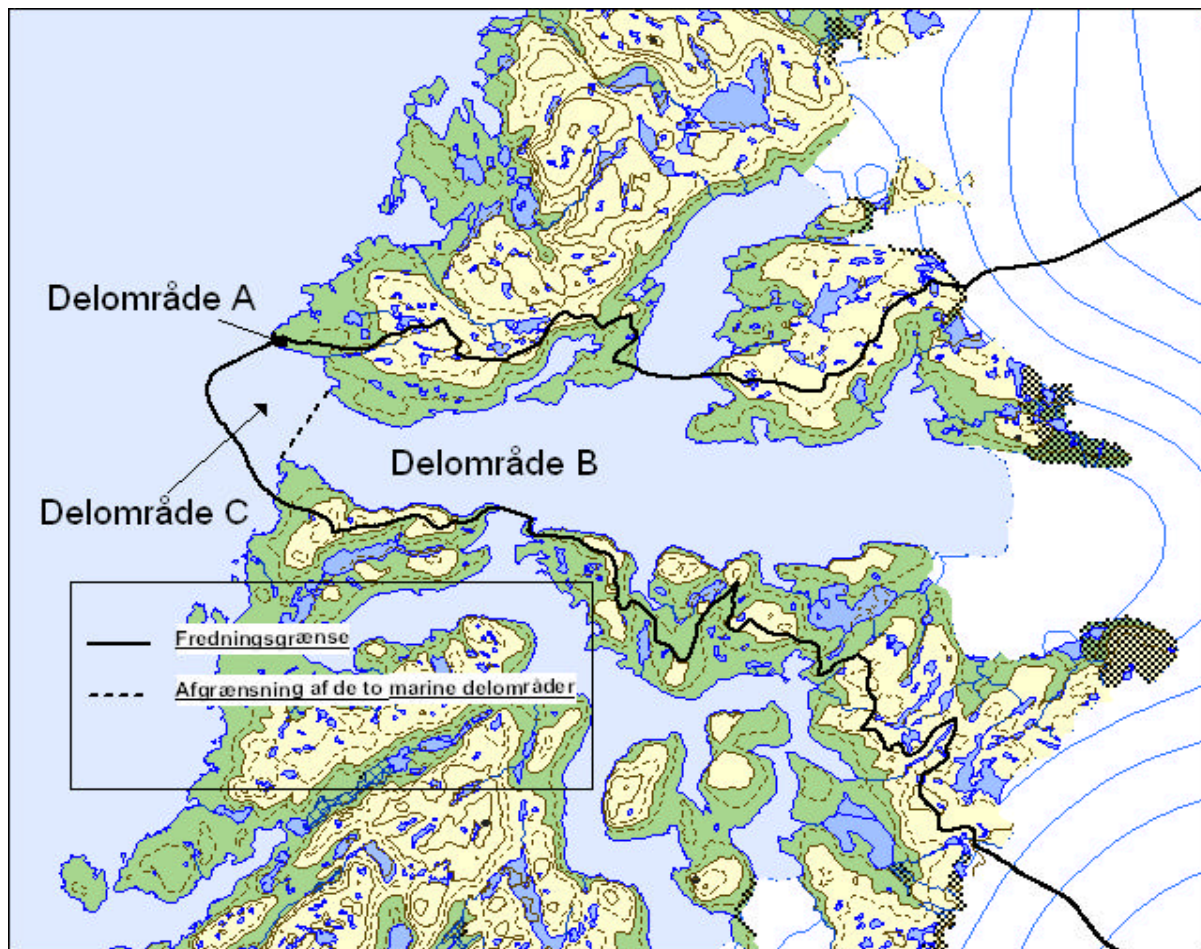 Delområde A
Delområde B
Delområde C
Fredningsgrænse
Afgrænsning af de to marine delområder